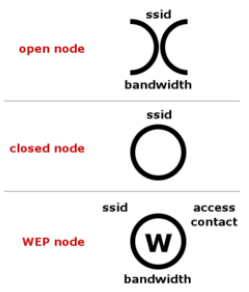 ssid
open node
bandwidth
ssid
closed node
ssid access
contact
WEP node W
bandwidth